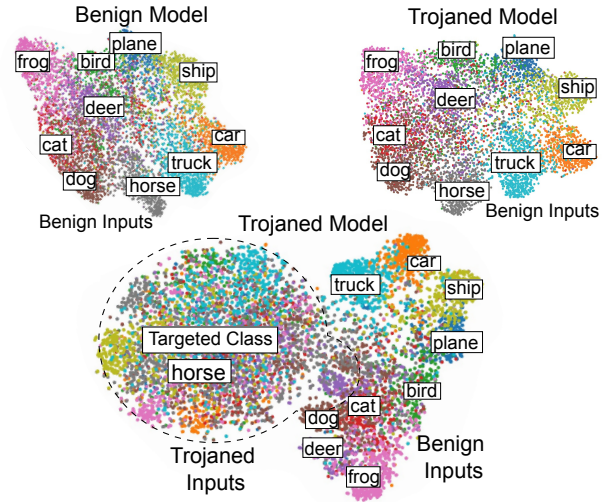 Benign Model
plane
frog
bird
ship
deer
cat
car
truck
dog
horse
Benign Inputs
Trojaned Model
bird
plane
frog
ship
deer
cat
car
truck
dog
horse
Benign Inputs
Trojaned Model
car
truck
ship
Targeted Class
plane
horse
bird
cat
dog
deer
Benign
Inputs
frog
Trojaned
Inputs